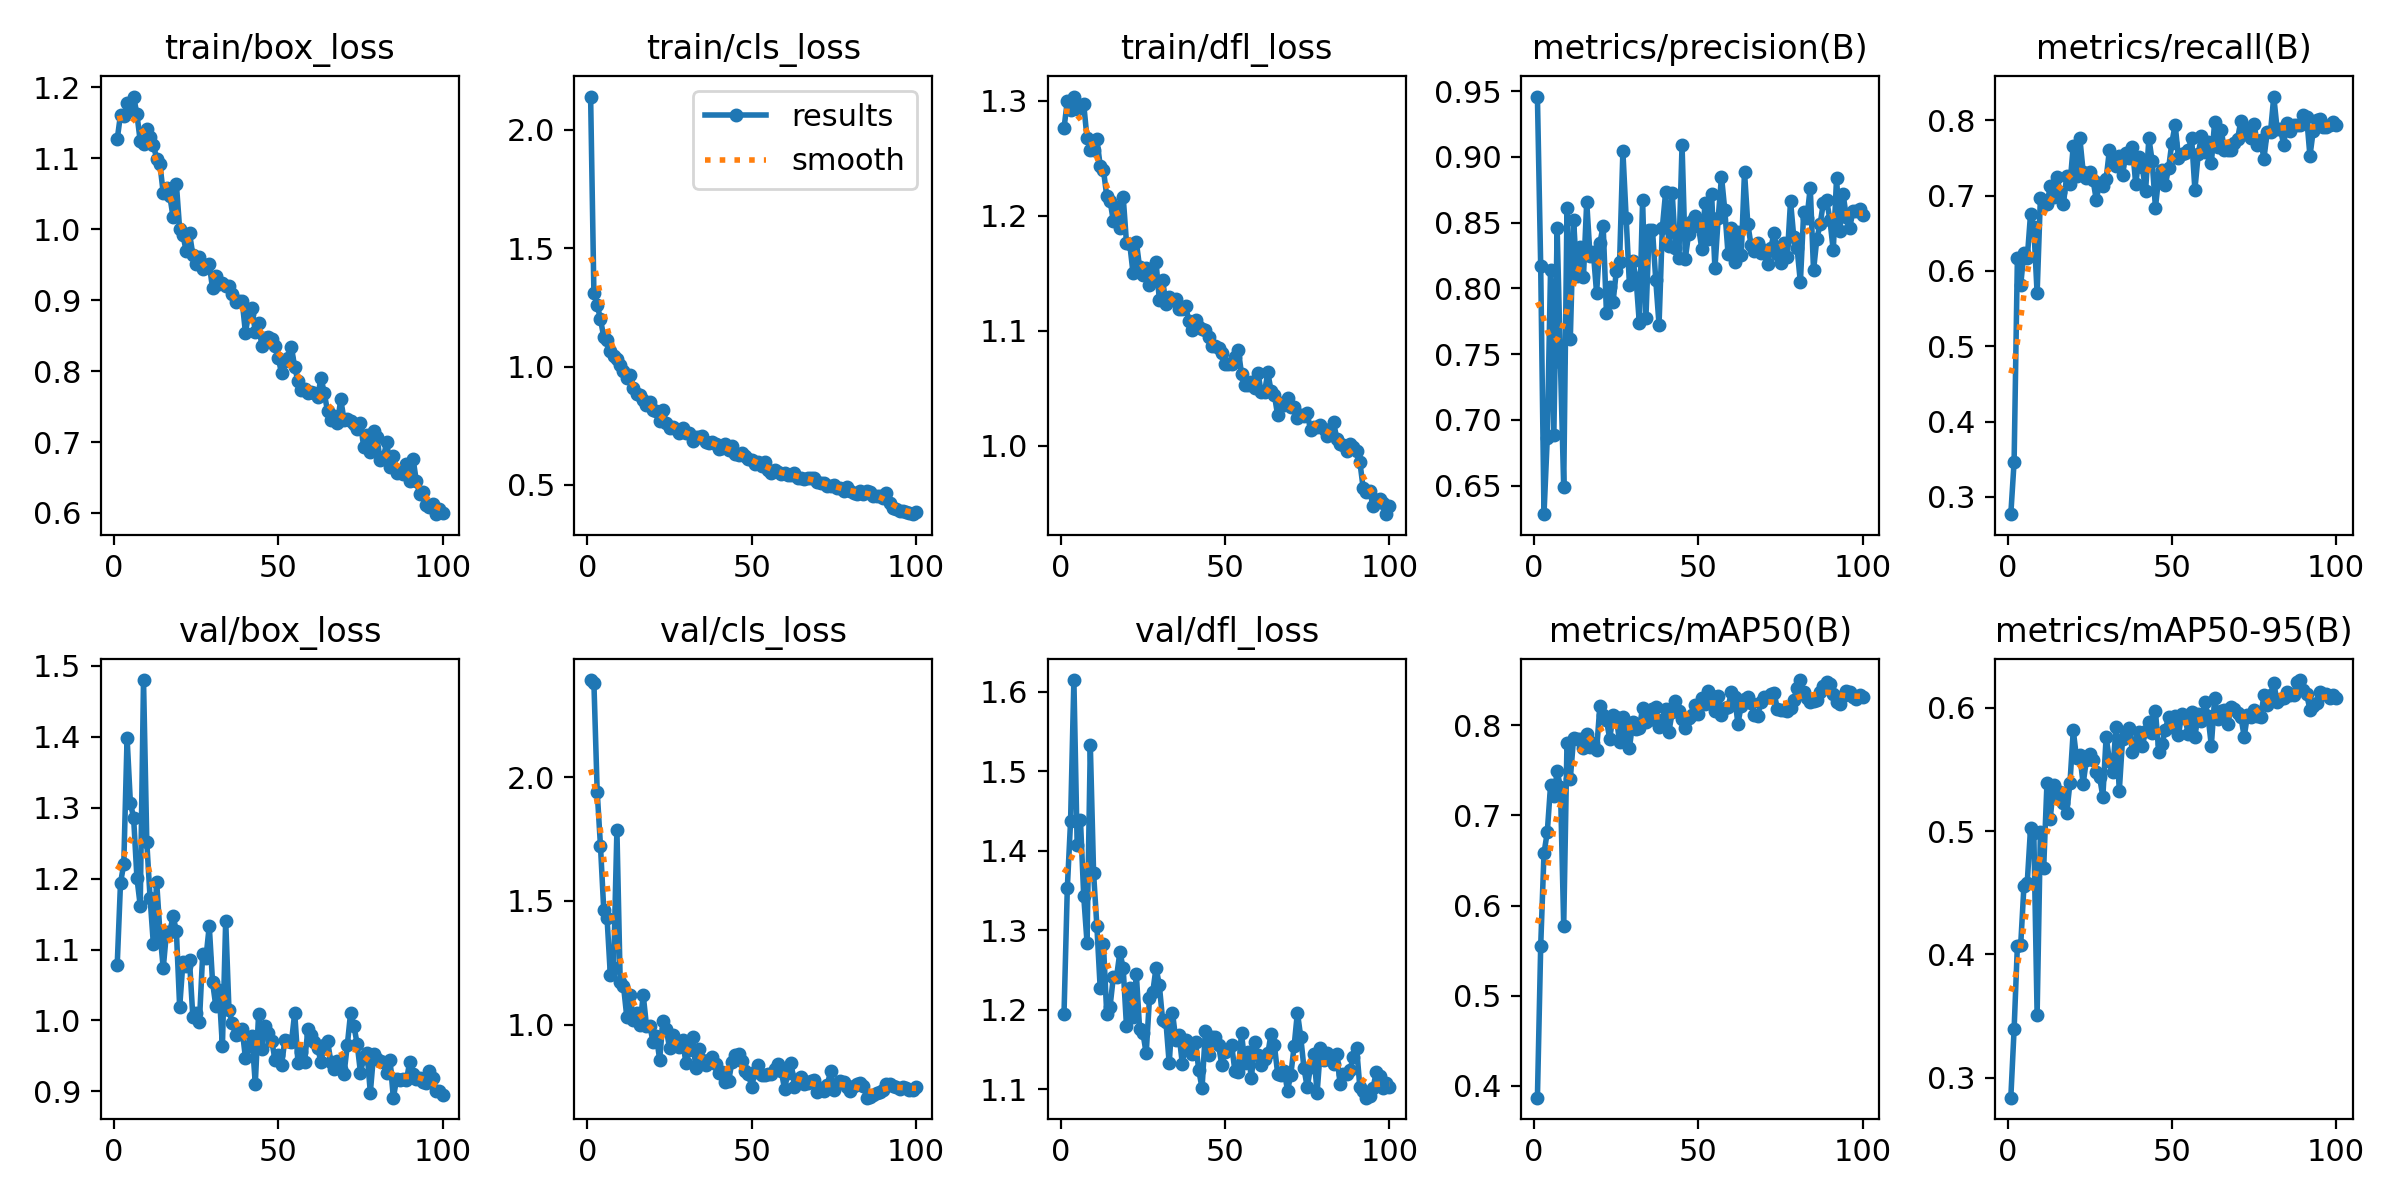 train/box_loss
1.2
1.1
1.0
0.9
0.8
0.7
0.6
0 50 100
train/cls_loss
results
smooth
2.0
1.5
1.0
0.5
0 50 100
train/dfl_loss
1.3
1.2
1.1
1.0
0 50 100
metrics/precision(B)
0.95
0.90
0.85
0.80
0.75
0.70
0.65
0 50 100
metrics/recall(B)
0.8
0.7
0.6
0.5
0.4
0.3
0 50 100
val/box_loss
1.5
1.4
1.3
1.2
1.1
1.0
0.9
0 50 100
val/cls_loss
2.0
1.5
1.0
0 50 100
val/dfl_loss
1.6
1.5
1.4
1.3
1.2
1.1
0 50 100
metrics/mAP50(B)
0.8
0.7
0.6
0.5
0.4
0 50 100
metrics/mAP50-95(B)
0.6
0.5
0.4
0.3
0 50 100